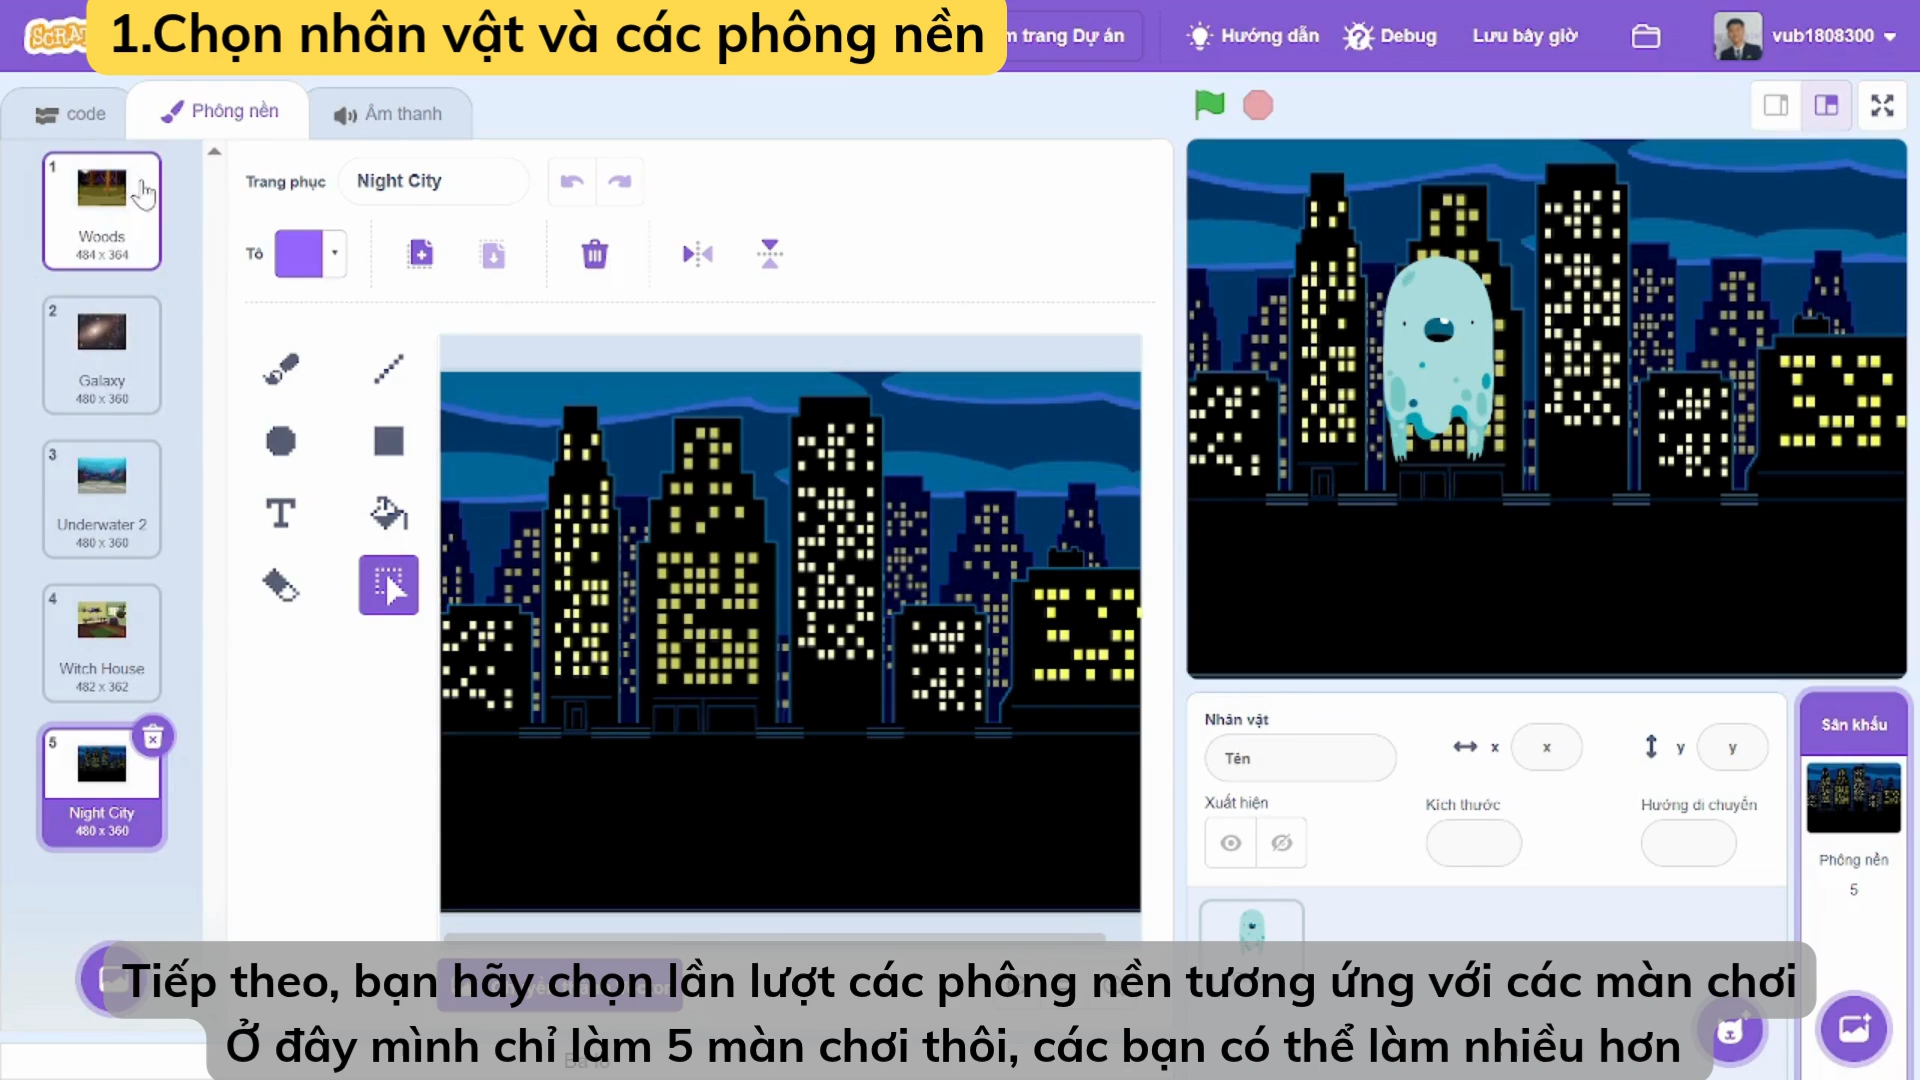 1.Chọn nhân vật và các phông nền
SCRAT
m trang Dự án
Hướng dẫn
Debug
Lưu bây giờ
vub1808300
code
Phông nền
Âm thanh
1
Woods
484 x 364
2
Galaxy
480 x 360
3
Underwater 2
480 x 360
4
Witch House
482 x 362
5
Night City
480 x 360
Trang phục
Night City
Tô
Nhân vật
Tên
x
x
y
y
Xuất hiện
Kích thước
Hướng di chuyển
Sân khấu
Phông nền
5
Tiếp theo, bạn hãy chọn lần lượt các phông nền tương ứng với các màn chơi
Ở đây mình chỉ làm 5 màn chơi thôi, các bạn có thể làm nhiều hơn